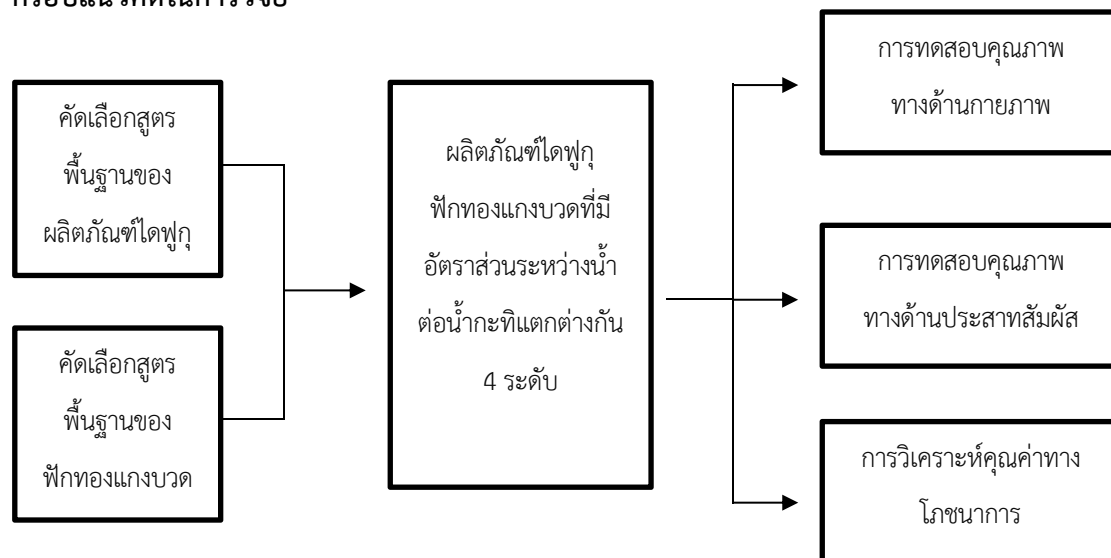 กรอบแนวคิดในการวิจัย
คัดเลือกสูตร
พื้นฐานของ
ผลิตภัณฑ์ไดฟูกุ
คัดเลือกสูตร
พื้นฐานของ
ฟักทองแกงบวด
ผลิตภัณฑ์ไดฟูกุ
ฟักทองแกงบวดที่มี
อัตราส่วนระหว่างน้ำ
ต่อน้ำกะทิแตกต่างกัน
4 ระดับ
การทดสอบคุณภาพ
ทางด้านกายภาพ
การทดสอบคุณภาพ
ทางด้านประสาทสัมผัส
การวิเคราะห์คุณค่าทาง
โภชนาการ